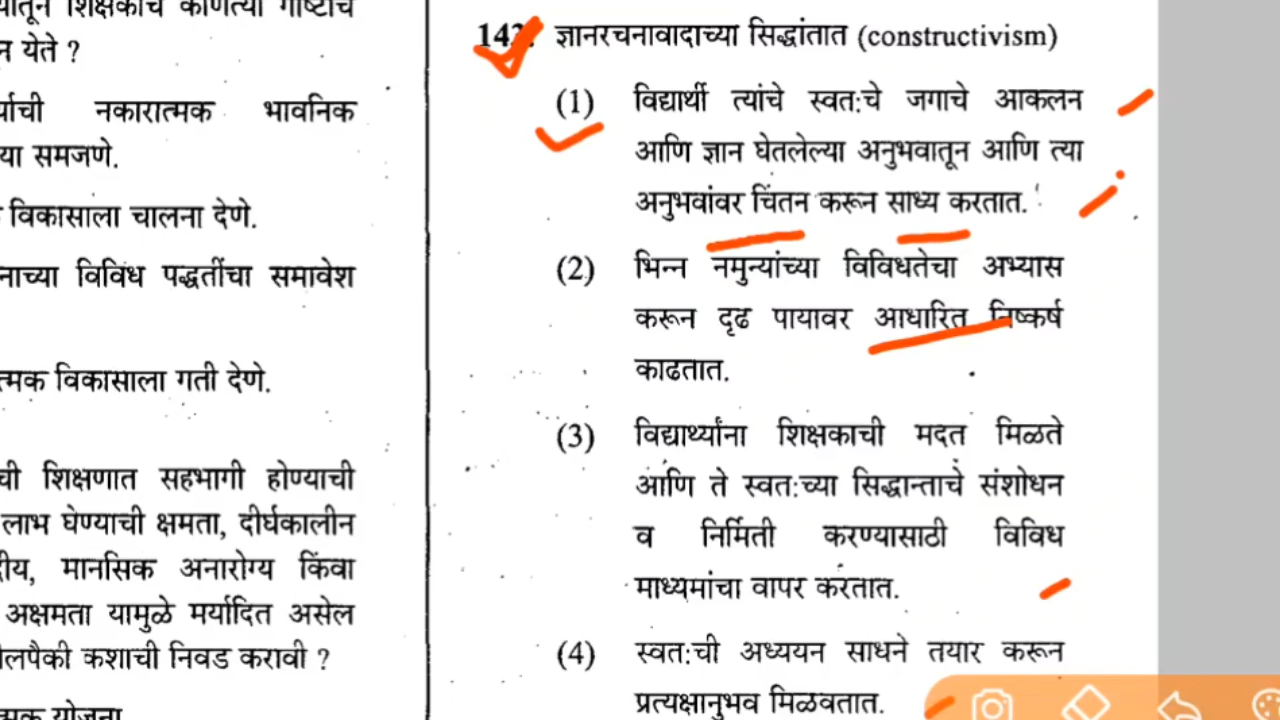 न येते ?
नकारात्मक भावनिक
या समजणे.
विकासाला चालना देणे.
नाच्या विविध पद्धतींचा समावेश
त्मक विकासाला गती देणे.
ची शिक्षणात सहभागी होण्याची
लाभ घेण्याची क्षमता, दीर्घकालीन
मानसिक अनारोग्य किंवा
अक्षमता यामुळे मर्यादित असेल
लपैकी कशाची निवड करावी ?
ज्ञानरचनावादाच्या सिद्धांतात (constructivism)
(1) विद्यार्थी त्यांचे स्वतःचे जगाचे आकलन
आणि ज्ञान घेतलेल्या अनुभवातून आणि त्या
अनुभवांवर चिंतन करून साध्य करतात.
(2) भिन्न नमुन्यांच्या विविधतेचा अभ्यास
करून दृढ पायावर आधारित निष्कर्ष
काढतात.
(3) विद्यार्थ्यांना शिक्षकाची मदत मिळते
आणि ते स्वतःच्या सिद्धान्ताचे संशोधन
व निर्मिती करण्यासाठी विविध
माध्यमांचा वापर करतात.
(4) स्वतःची अध्ययन साधने तयार करून
प्रत्यक्षानुभव मिळवतात.